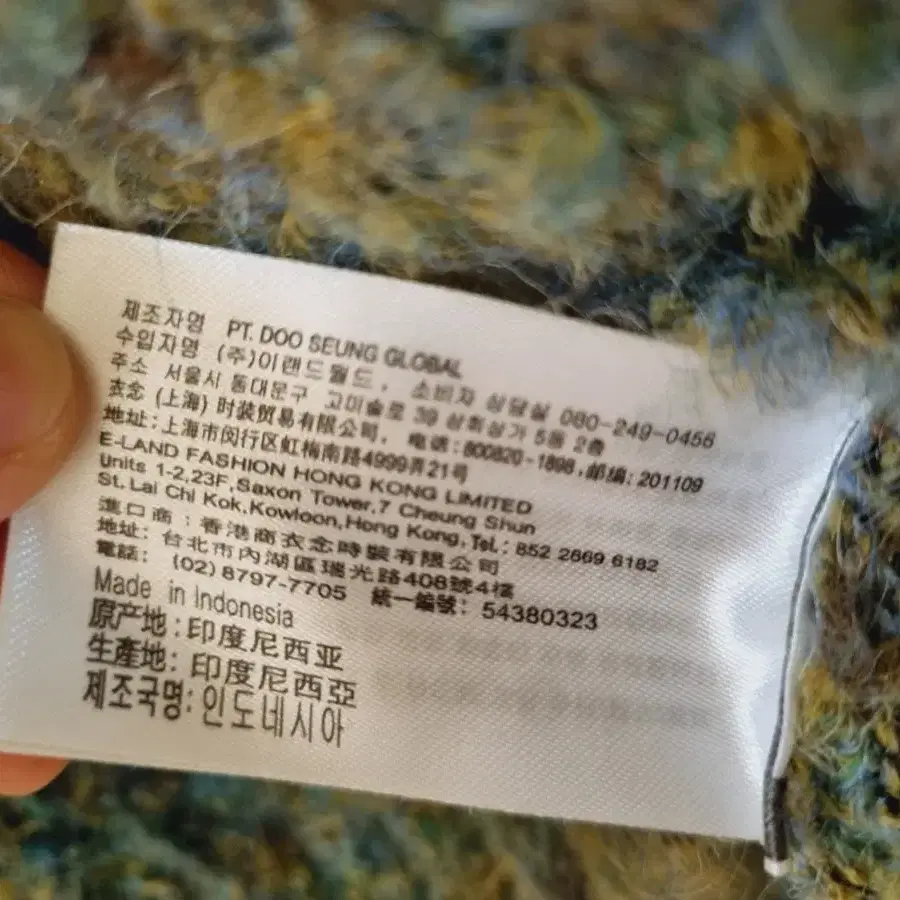 제조자명 PT. DOO SEUNG GLOBAL
수입자명 (주)이랜드월드, 소비자 상담실 080-249-0456
주소 서울시 동대문구 고미술로 39 삼희상가 5동 2층
衣念 (上海) 时装贸易有限公司, 电话:800820-1898,邮编:201109
地址:上海市闵行区虹梅南路4999弄21号
E-LAND FASHION HONG KONG LIMITED
Units 1-2,23F,Saxon Tower,7 Cheung Shun
St. Lai Chi Kok,Kowloon,Hong Kong,Tel: 852 2869 6182
進口商:香港商衣念時裝有限公司
地址: 台北市內湖區瑞光路408號4樓
電話: (02) 8797-7705 統一編號: 54380323
Made in Indonesia
原产地:印度尼西亚
生產地:印度尼西亞
제조국명:인도네시아